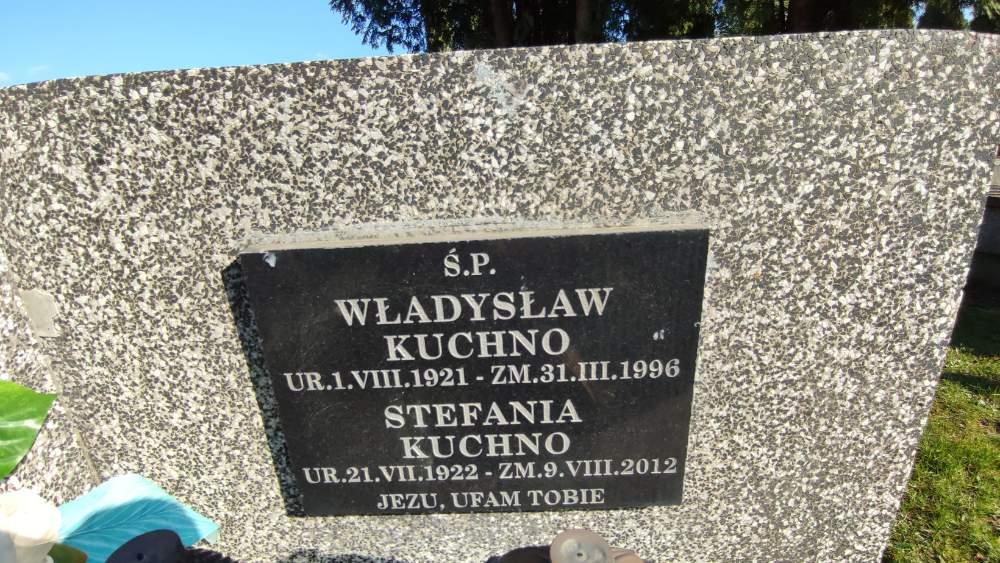 Ś.P.
WŁADYSŁAW
KUCHNO
UR.1.VIII.1921 - ZM.31.III.1996
STEFANIA
KUCHNO
UR.21.VII.1922 - ZM.9.VIII.2012
JEZU, UFAM TOBIE